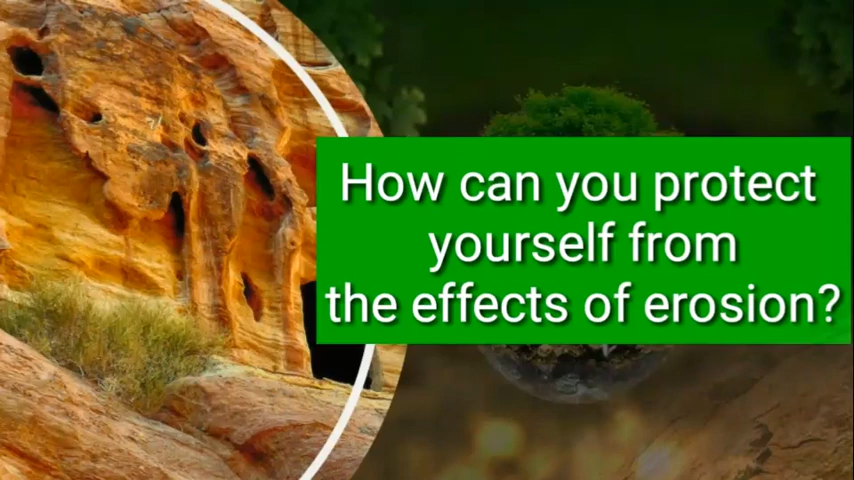 How can you protect
yourself from
the effects of erosion?